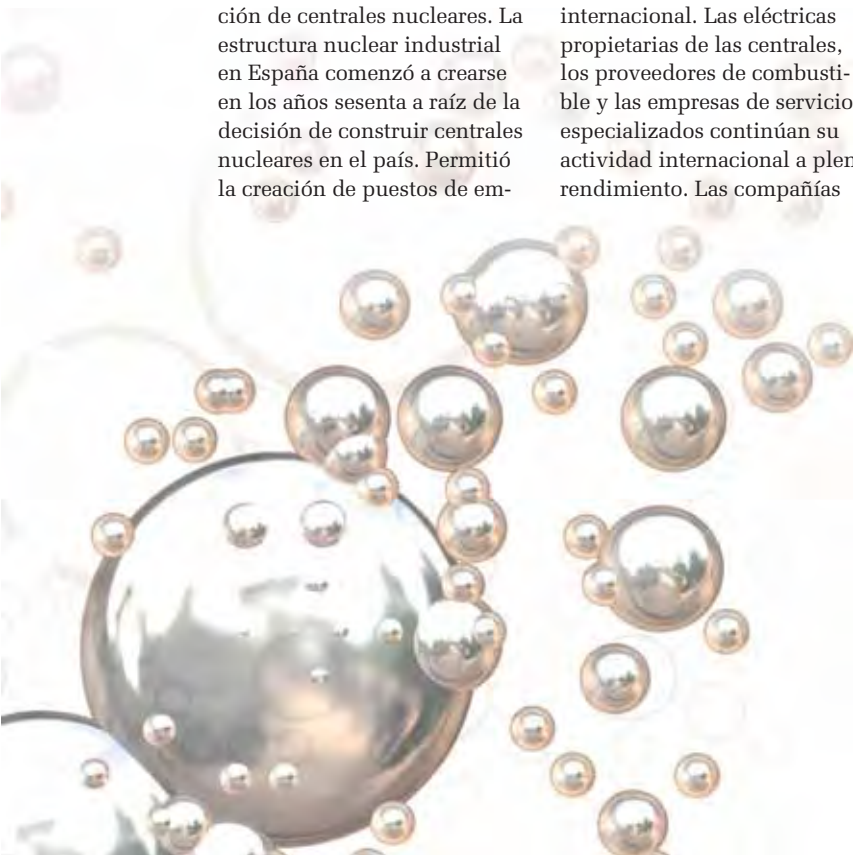 ción de centrales nucleares. La
estructura nuclear industrial
en España comenzó a crearse
en los años sesenta a raíz de la
decisión de construir centrales
nucleares en el país. Permitió
la creación de puestos de em-
internacional. Las eléctricas
propietarias de las centrales,
los proveedores de combusti-
ble y las empresas de servicio
especializados continúan su
actividad internacional a plen
rendimiento. Las compañías